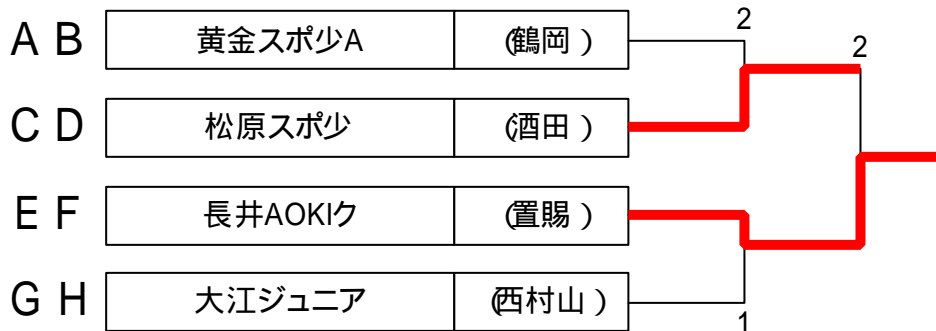 2
2
A B 黄金スポ少A (鶴岡)
C D 松原スポ少 (酒田)
E F 長井AOKIク (置賜)
G H 大江ジュニア (西村山)
1